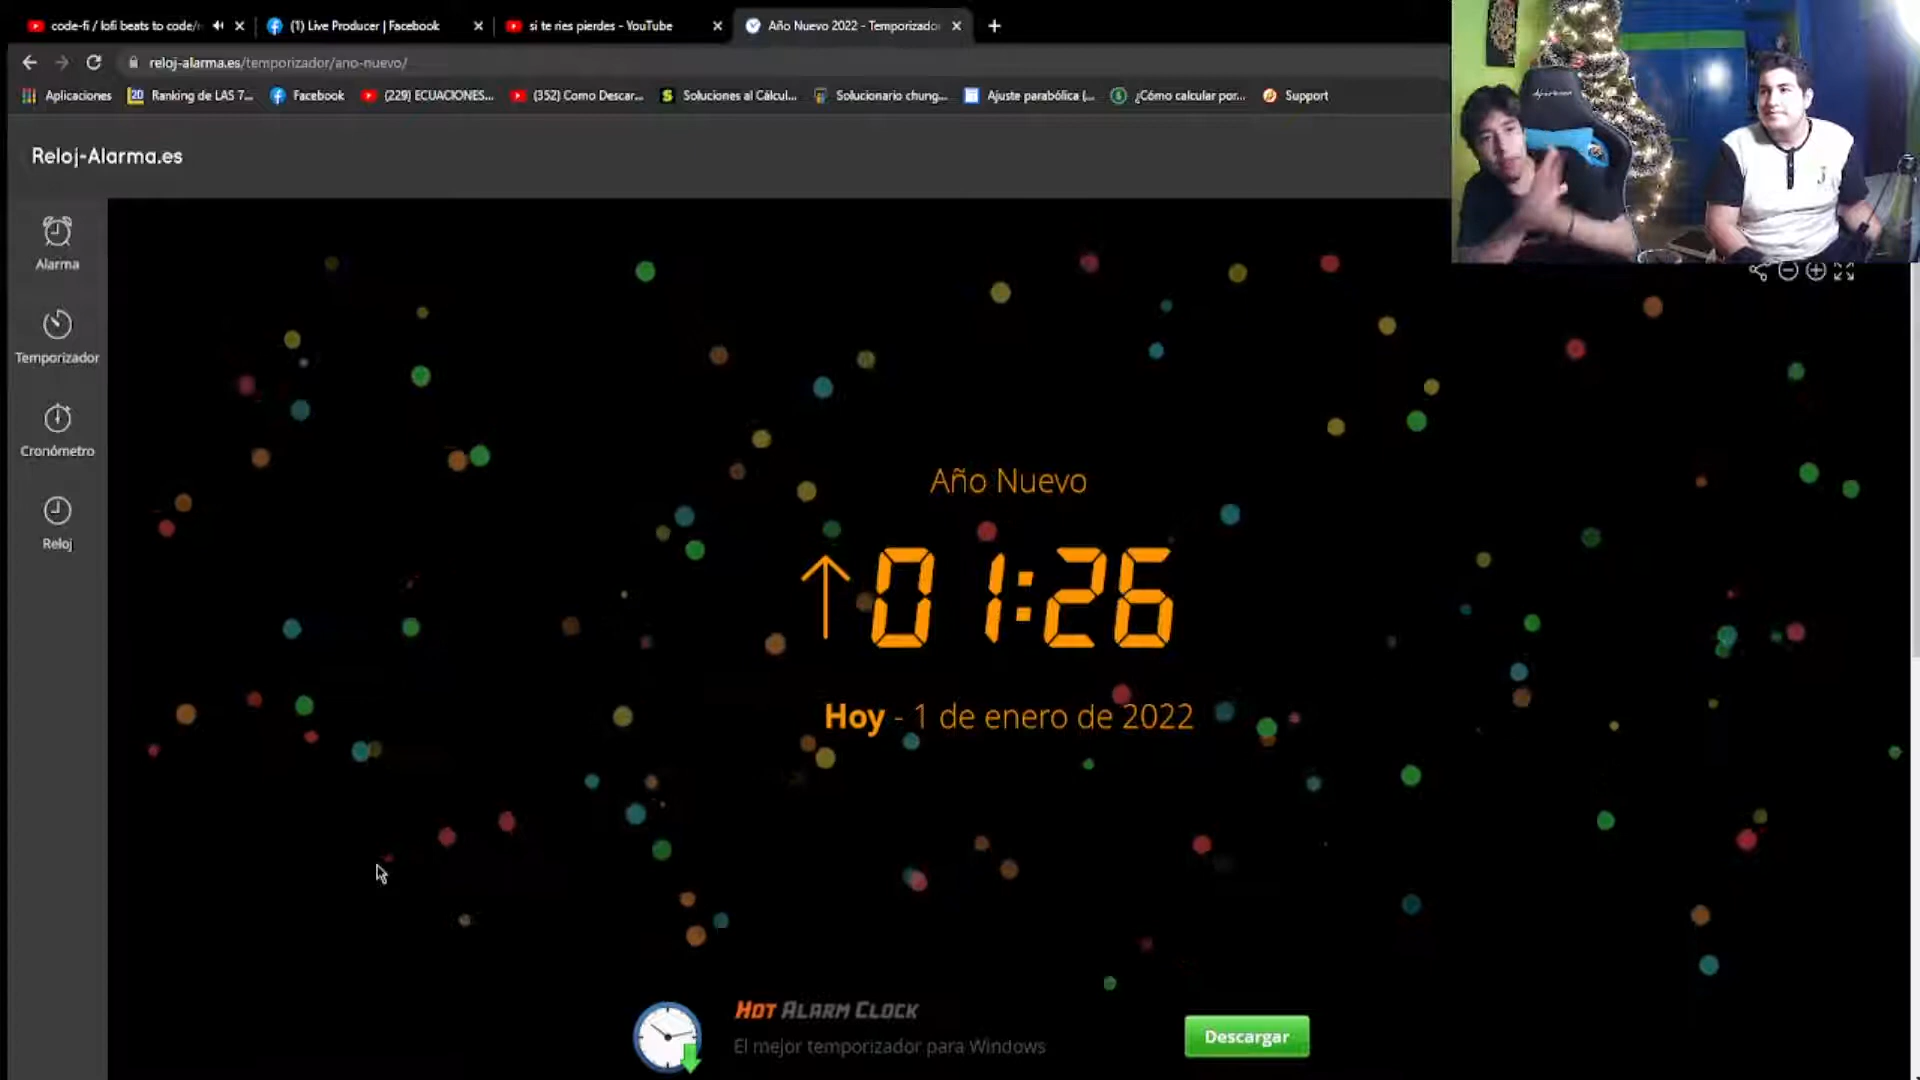 code-fi / lofi beats to code/r
(1) Live Producer | Facebook
si te ries pierdes - YouTube
Año Nuevo 2022 - Temporizado
reloj-alarma.es/temporizador/ano-nuevo/
Aplicaciones
Ranking de LAS 7...
Facebook
(229) ECUACIONES...
(352) Como Descar...
Soluciones al Cálcul...
Solucionario chung...
Ajuste parabólica (...
¿Cómo calcular por...
Support
Reloj-Alarma.es
Alarma
Temporizador
Cronómetro
Reloj
Año Nuevo
↑01:26
Hoy - 1 de enero de 2022
HOT ALARM CLOCK
El mejor temporizador para Windows
Descargar